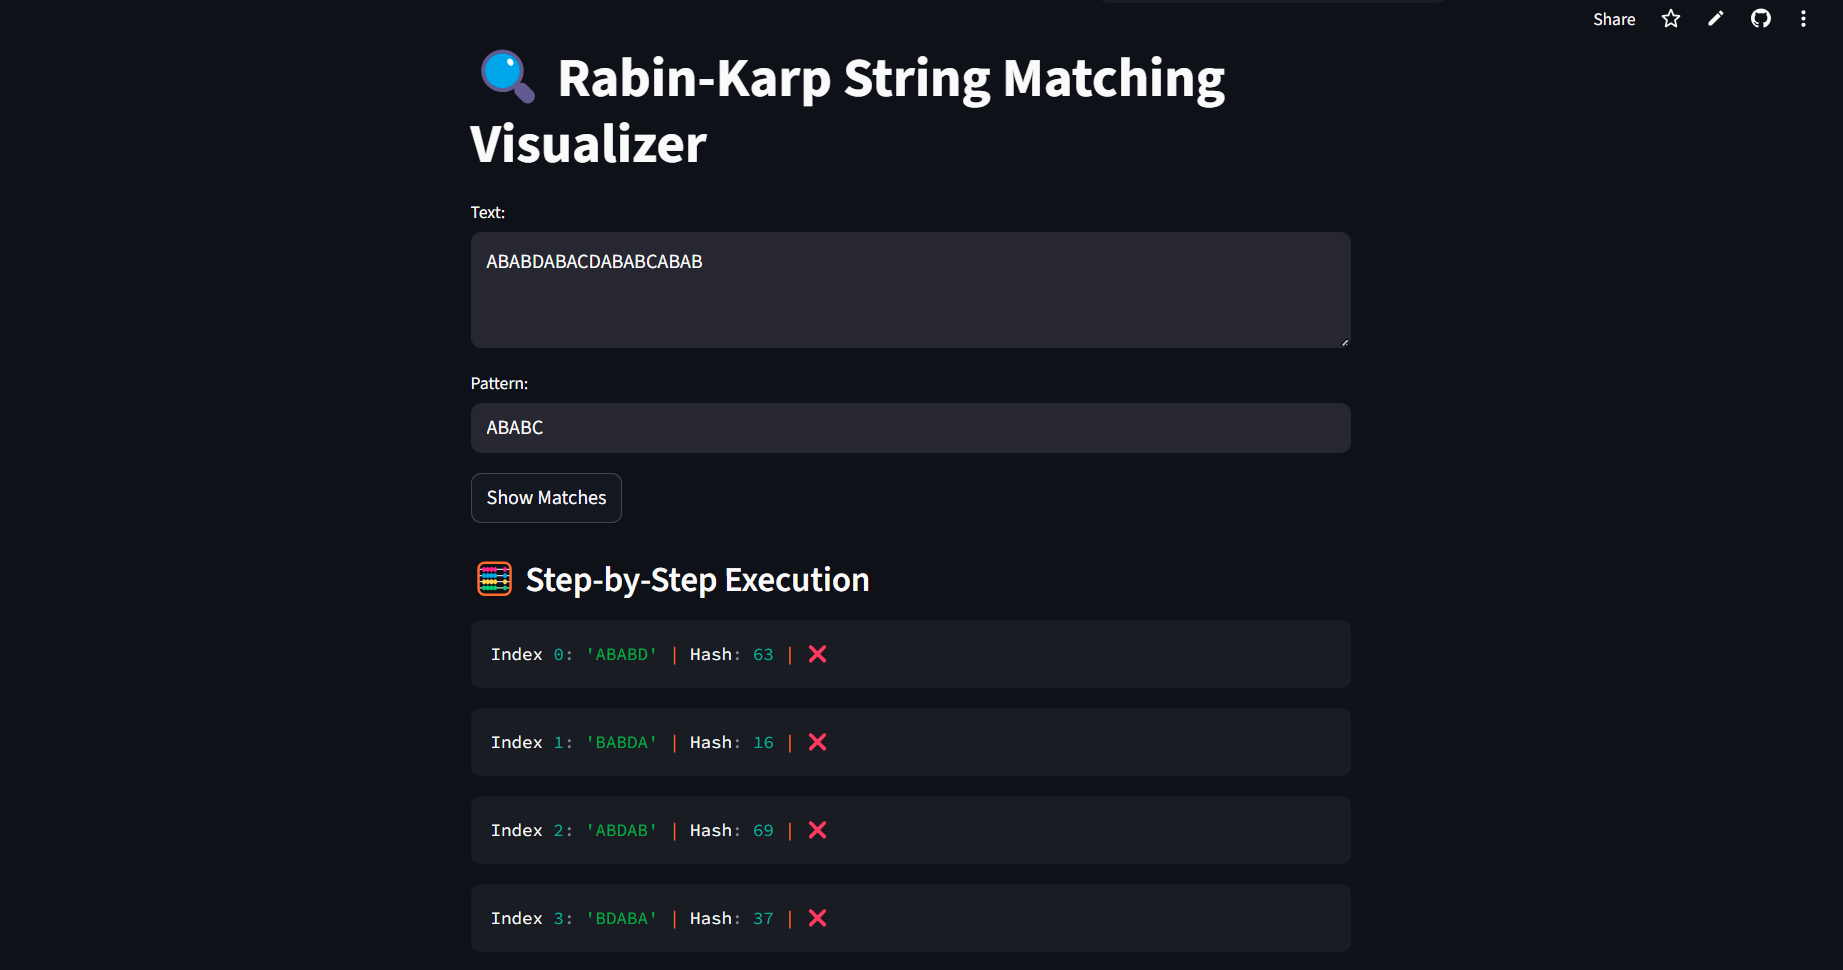 Share
Rabin-Karp String Matching
Visualizer
Text:
ABABDABACDABABCABAB
Pattern:
ABABC
Show Matches
Step-by-Step Execution
Index 0: 'ABABD' | Hash: 63 | ❌
Index 1: 'BABDA' | Hash: 16 | ❌
Index 2: 'ABDAB' | Hash: 69 | ❌
Index 3: 'BDABA' | Hash: 37 | ❌